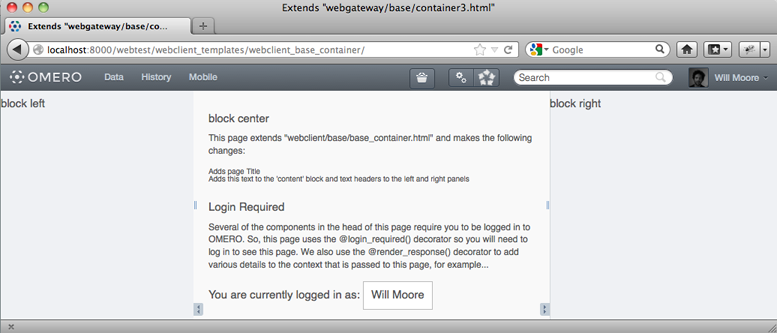 Extends "webgateway/base/container3.html"
Extends "webgateway/base/co...
localhost:8000/webtest/webclient_templates/webclient_base_container/
Google
OMERO Data History Mobile Search Will Moore
block left
block right
block center
This page extends "webclient/base/base_container.html" and makes the following
changes:
Adds page Title
Adds this text to the 'content' block and text headers to the left and right panels
Login Required
Several of the components in the head of this page require you to be logged in to
OMERO. So, this page uses the @login_required() decorator so you will need to
log in to see this page. We also use the @render_response() decorator to add
various details to the context that is passed to this page, for example...
You are currently logged in as: Will Moore